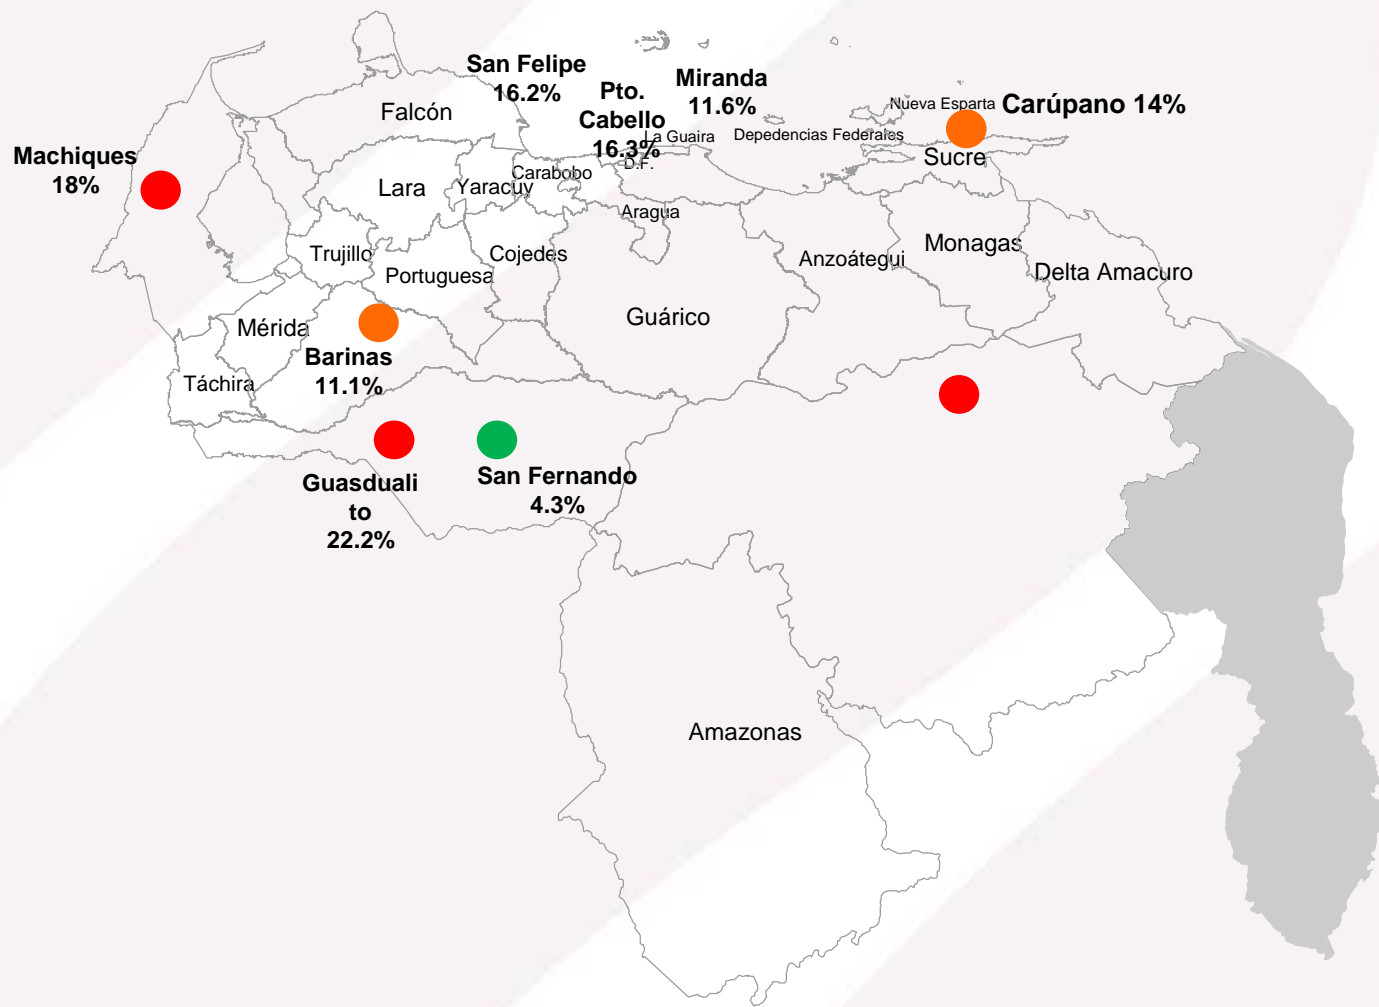 San Felipe
16.2%
Miranda
11.6%
Pto.
Cabello
16.3%
Nueva Esparta
Carúpano 14%
Falcón
La Guaira
Depedencias Federales
Machiques
18%
D.F.
Sucre
Lara
Yaracuy
Carabobo
Aragua
Trujillo
Cojedes
Portuguesa
Anzoátegui
Monagas
Delta Amacuro
Guárico
Mérida
Barinas
11.1%
Táchira
Guasduali
to
22.2%
San Fernando
4.3%
Amazonas